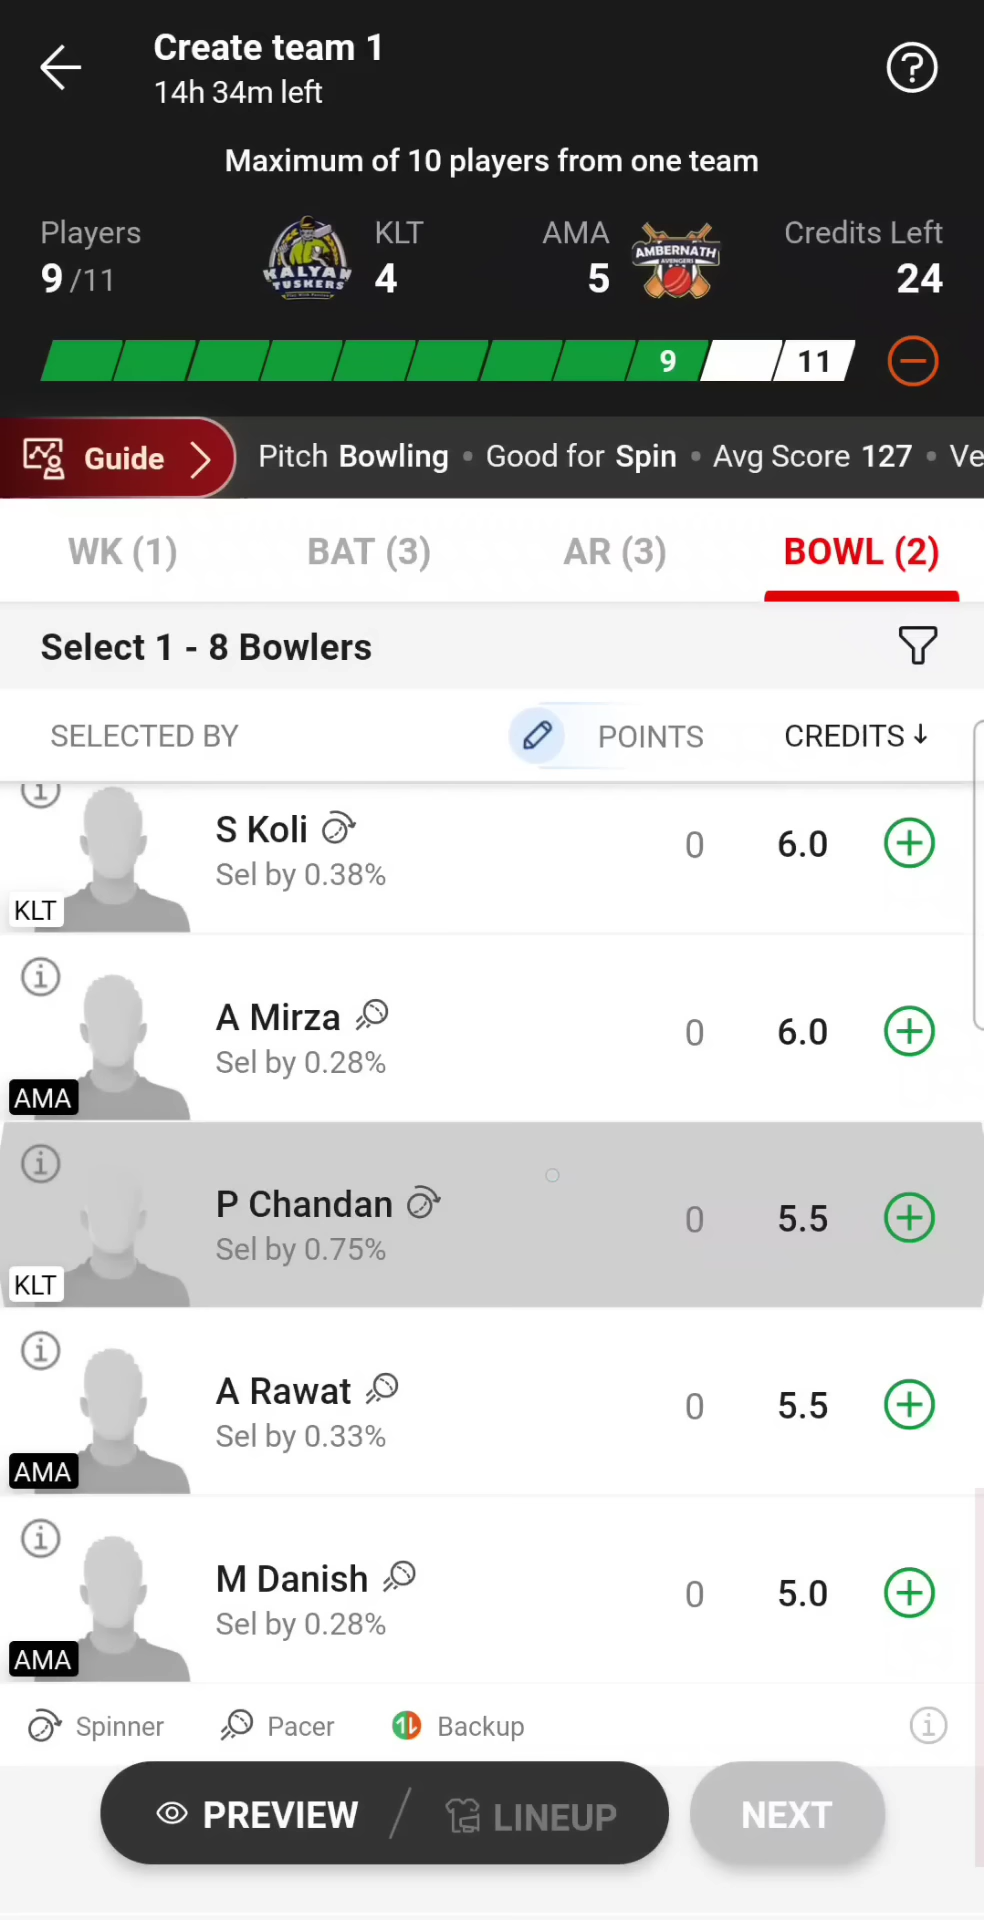 Create team 1
14h 34m left
Maximum of 10 players from one team
Players
9 /11
KALYAN
TUSKERS
KLT
4
AMA
5
AMBERNATH
AVENGERS
Credits Left
24
9
11
Guide
Pitch Bowling • Good for Spin • Avg Score 127 • Ve
WK (1)
BAT (3)
AR (3)
BOWL (2)
Select 1 - 8 Bowlers
SELECTED BY
POINTS
CREDITS ↓
S Koli
Sel by 0.38%
KLT
0
6.0
A Mirza
Sel by 0.28%
AMA
0
6.0
P Chandan
Sel by 0.75%
KLT
0
5.5
A Rawat
Sel by 0.33%
AMA
0
5.5
M Danish
Sel by 0.28%
AMA
0
5.0
Spinner
Pacer
Backup
PREVIEW / LINEUP
NEXT